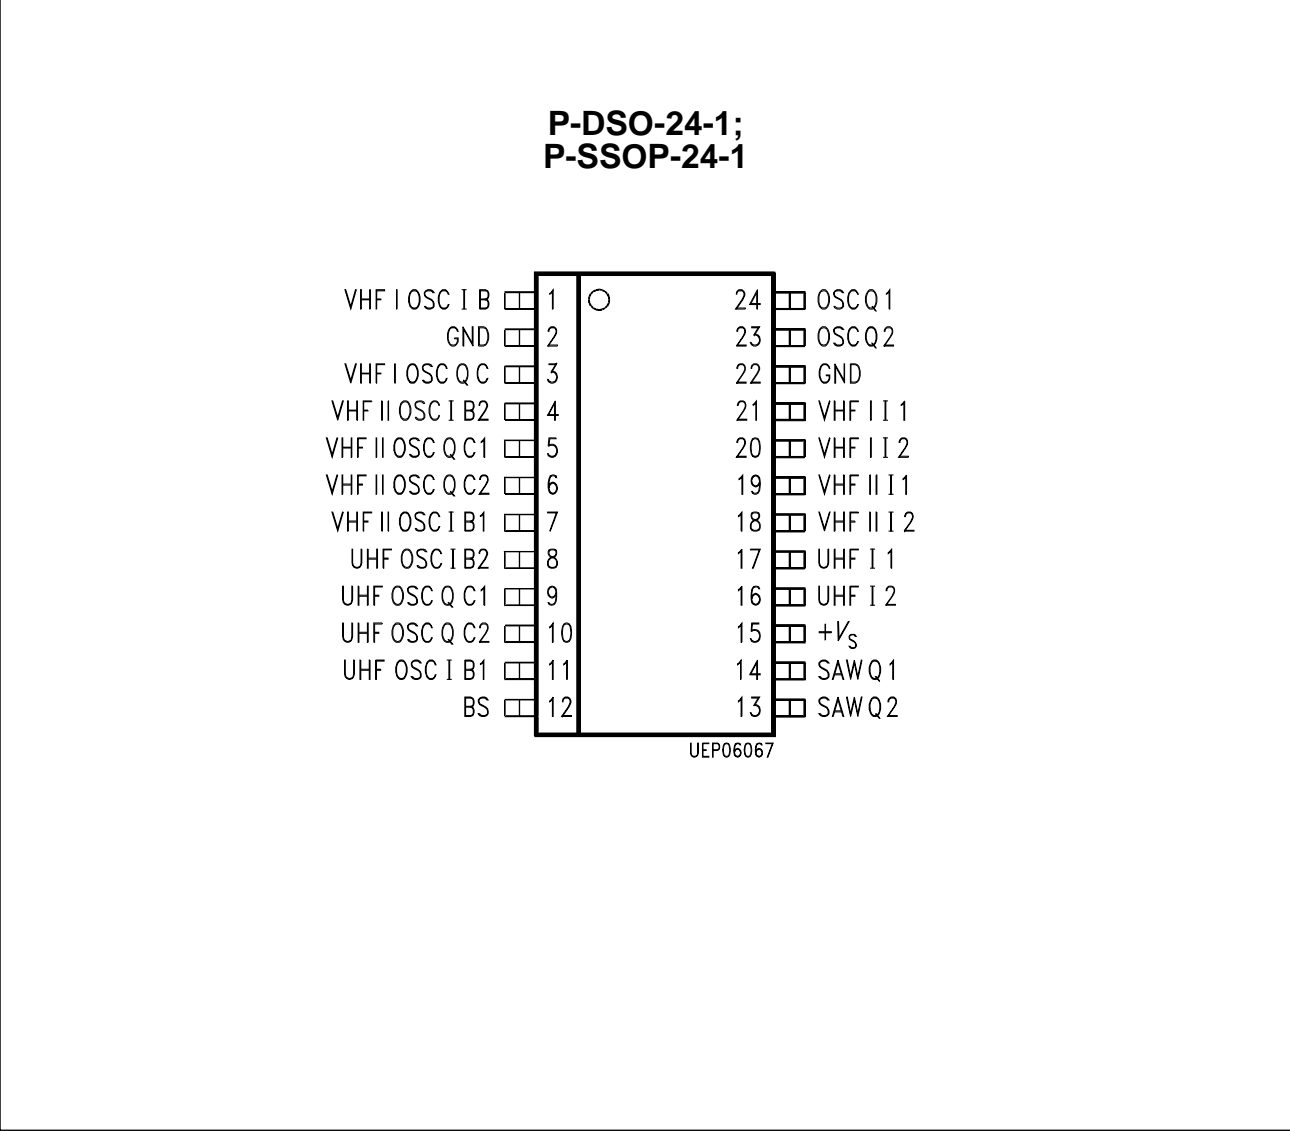 P-DSO-24-1;
P-SSOP-24-1
VHF I OSC I B 1 24 OSC Q1
GND 2 23 OSC Q2
VHF I OSC Q C 3 22 GND
VHF II OSC I B2 4 21 VHF I I 1
VHF II OSC Q C1 5 20 VHF I I 2
VHF II OSC Q C2 6 19 VHF II I 1
VHF II OSC I B1 7 18 VHF II I 2
UHF OSC I B2 8 17 UHF I 1
UHF OSC Q C1 9 16 UHF I 2
UHF OSC Q C2 10 15 +VS
UHF OSC I B1 11 14 SAW Q1
BS 12 13 SAW Q2
UEP06067